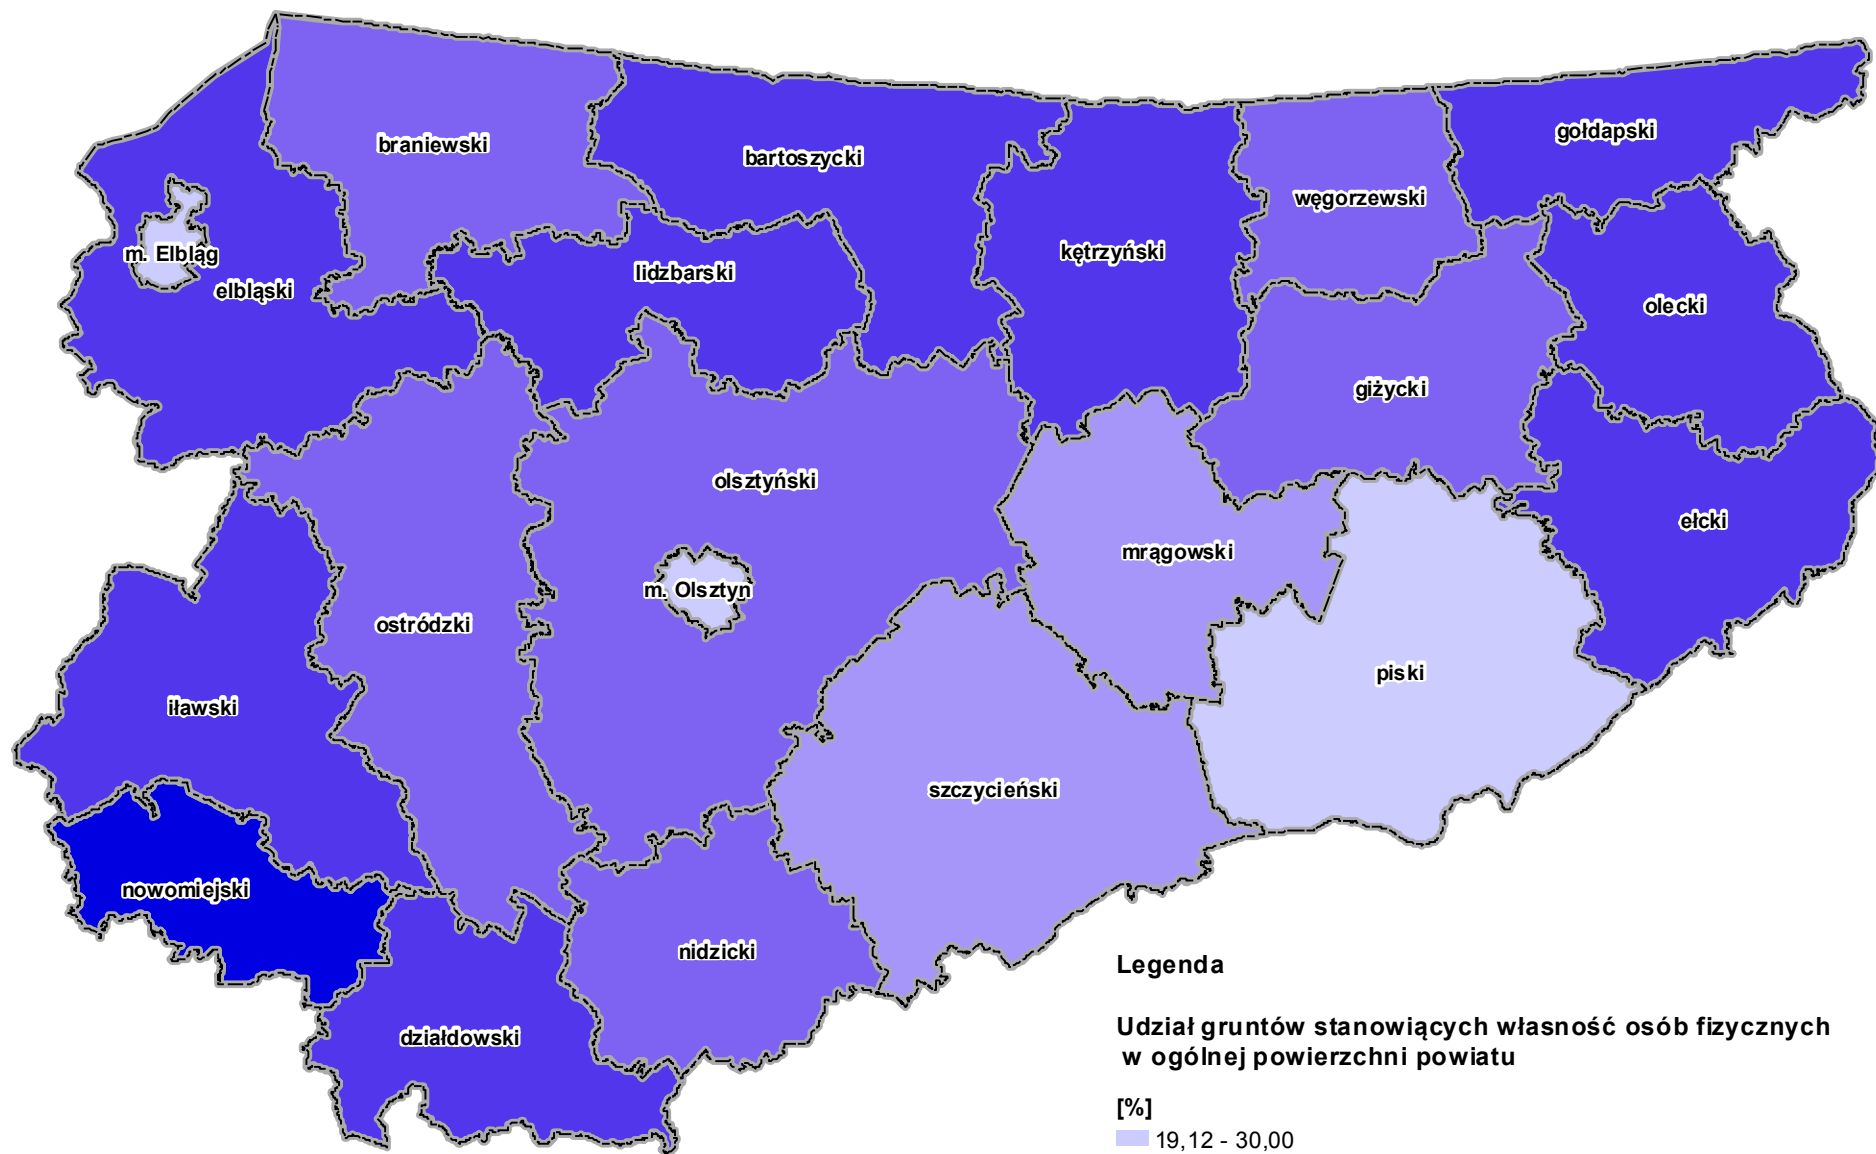 braniewski
bartoszycki
gołdapski
węgorzewski
m. Elbląg
elbląski
lidzbarski
kętrzyński
olecki
giżycki
olsztyński
ełcki
mrągowski
m. Olsztyn
ostródzki
piski
iławski
szczycieński
nowomiejski
nidzicki
działdowski
Legenda
Udział gruntów stanowiących własność osób fizycznych
w ogólnej powierzchni powiatu
[%]
19,12 - 30,00